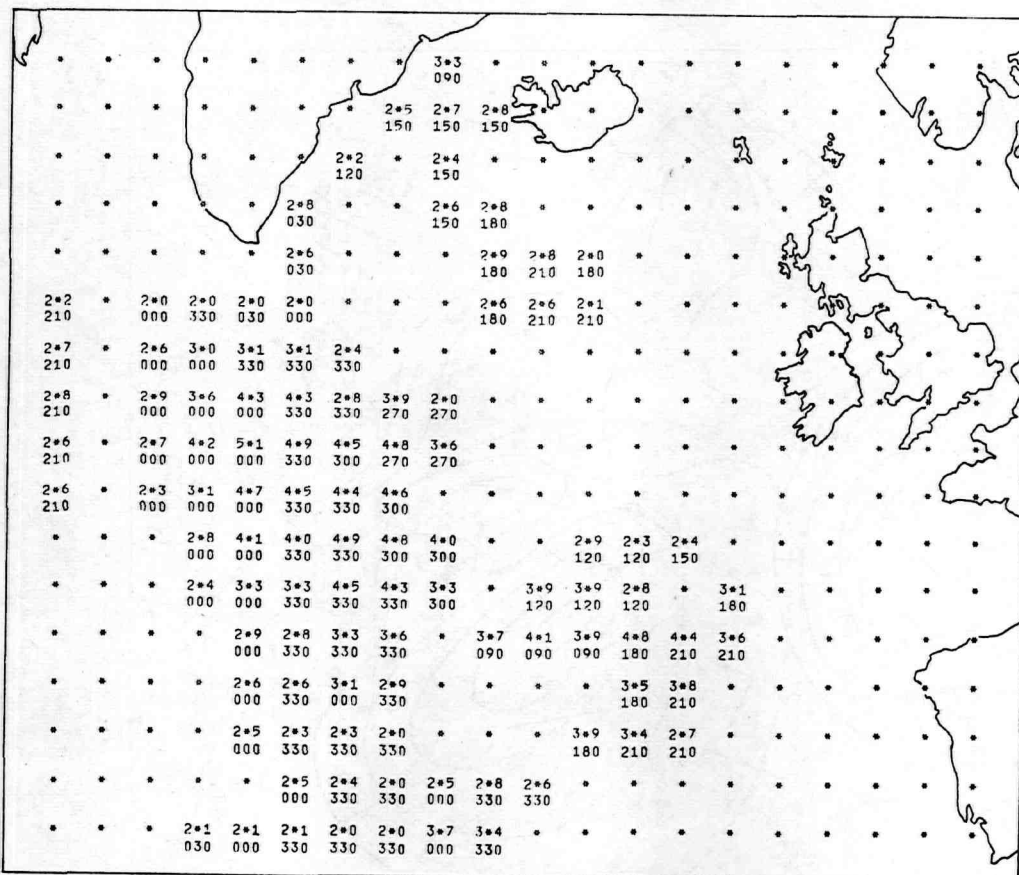 3*3
090
2*5 2*7 2*8
150 150 150
2*2 * 2*4
120 150
2*8 * * 2*6 2*8
030 150 180
2*6 * * * 2*9 2*8 2*0
030 180 210 180
2*2 * 2*0 2*0 2*0 2*0 * * * 2*6 2*6 2*1
210 000 330 030 000 180 210 210
2*7 * 2*6 3*0 3*1 3*1 2*4
210 000 000 330 330 330
2*8 * 2*9 3*6 4*3 4*3 2*8 3*9 2*0
210 000 000 000 330 330 270 270
2*6 * 2*7 4*2 5*1 4*9 4*5 4*8 3*6
210 000 000 000 330 300 270 270
2*6 * 2*3 3*1 4*7 4*5 4*4 4*6
210 000 000 000 330 330 300
2*8 4*1 4*0 4*9 4*8 4*0 * * 2*9 2*3 2*4
000 000 330 330 300 300 120 120 150
2*4 3*3 3*3 4*5 4*3 3*3 * 3*9 3*9 2*8 * 3*1
000 000 330 330 330 300 120 120 120 180
2*9 2*8 3*3 3*6 * 3*7 4*1 3*9 4*8 4*4 3*6
000 330 330 330 090 090 090 180 210 210
2*6 2*6 3*1 2*9 * * * * 3*5 3*8
000 330 000 330 180 210
2*5 2*3 2*3 2*0 * * * 3*9 3*4 2*7
000 330 330 330 180 210 210
2*5 2*4 2*0 2*5 2*8 2*6
000 330 330 000 330 330
2*1 2*1 2*1 2*0 2*0 3*7 3*4
030 000 330 330 330 000 330